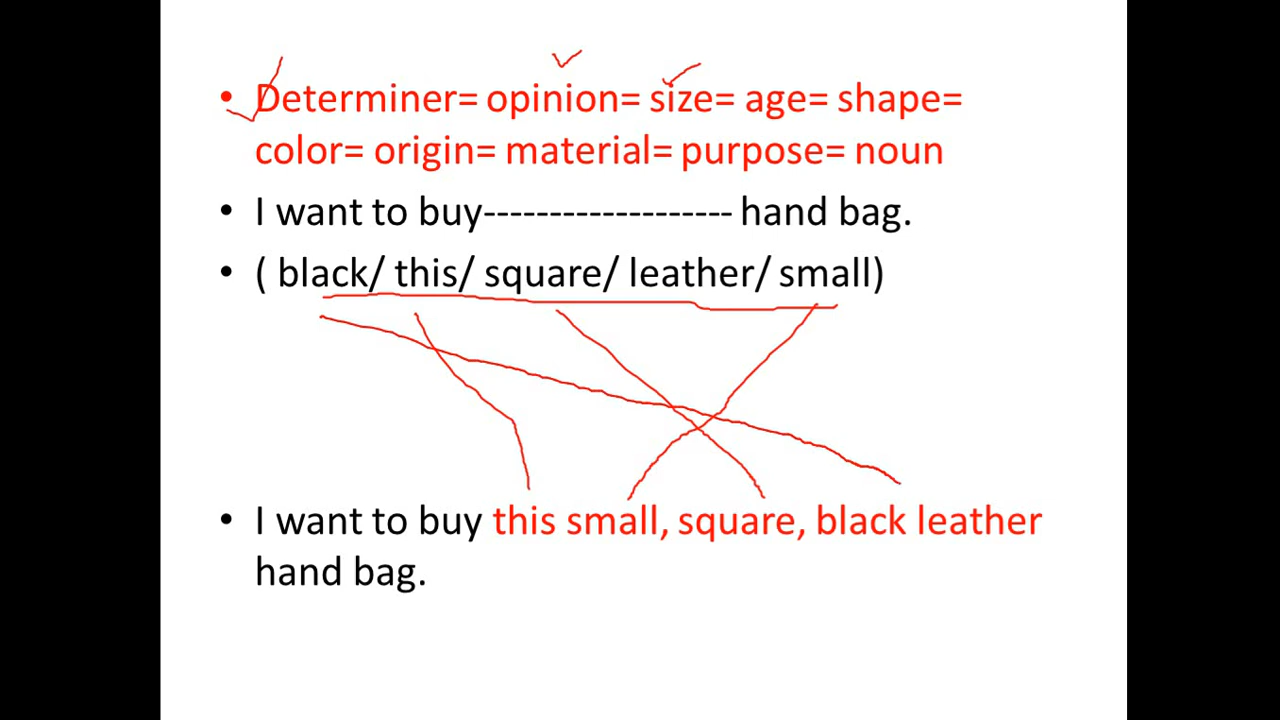 • Determiner= opinion= size= age= shape=
color= origin= material= purpose= noun
• I want to buy-------------------- hand bag.
• ( black/ this/ square/ leather/ small)
• I want to buy this small, square, black leather
hand bag.